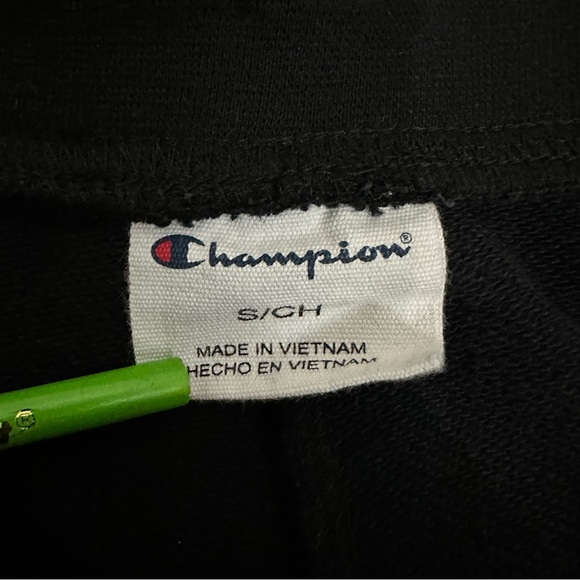 Champion®
S/CH
MADE IN VIETNAM
HECHO EN VIETNAM
®